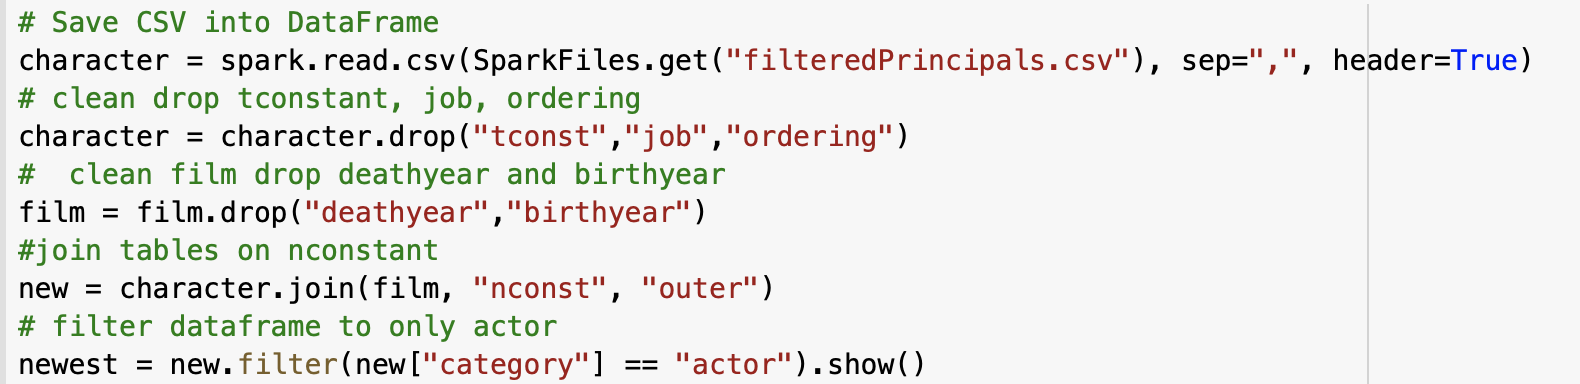 # Save CSV into DataFrame
character = spark.read.csv(SparkFiles.get("filteredPrincipals.csv"), sep=",", header=True)
# clean drop tconstant, job, ordering
character = character.drop("tconst","job","ordering")
#  clean film drop deathyear and birthyear
film = film.drop("deathyear","birthyear")
#join tables on nconstant
new = character.join(film, "nconst", "outer")
# filter dataframe to only actor
newest = new.filter(new["category"] == "actor").show()